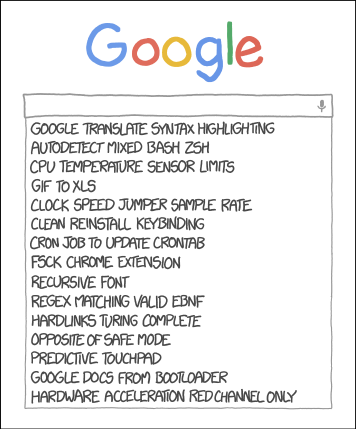 Google
GOOGLE TRANSLATE SYNTAX HIGHLIGHTING
AUTODETECT MIXED BASH ZSH
CPU TEMPERATURE SENSOR LIMITS
GIF TO XLS
CLOCK SPEED JUMPER SAMPLE RATE
CLEAN REINSTALL KEYBINDING
CRON JOB TO UPDATE CRONTAB
FSCK CHROME EXTENSION
RECURSIVE FONT
REGEX MATCHING VALID EBNF
HARDLINKS TURING COMPLETE
OPPOSITE OF SAFE MODE
PREDICTIVE TOUCHPAD
GOOGLE DOCS FROM BOOTLOADER
HARDWARE ACCELERATION RED CHANNEL ONLY